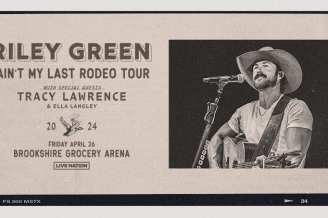 RILEY GREEN
AIN'T MY LAST RODEO TOUR
WITH SPECIAL GUESTS
TRACY LAWRENCE
& ELLA LANGLEY
20 24
FRIDAY APRIL 26
BROOKSHIRE GROCERY ARENA
LIVE NATION
34